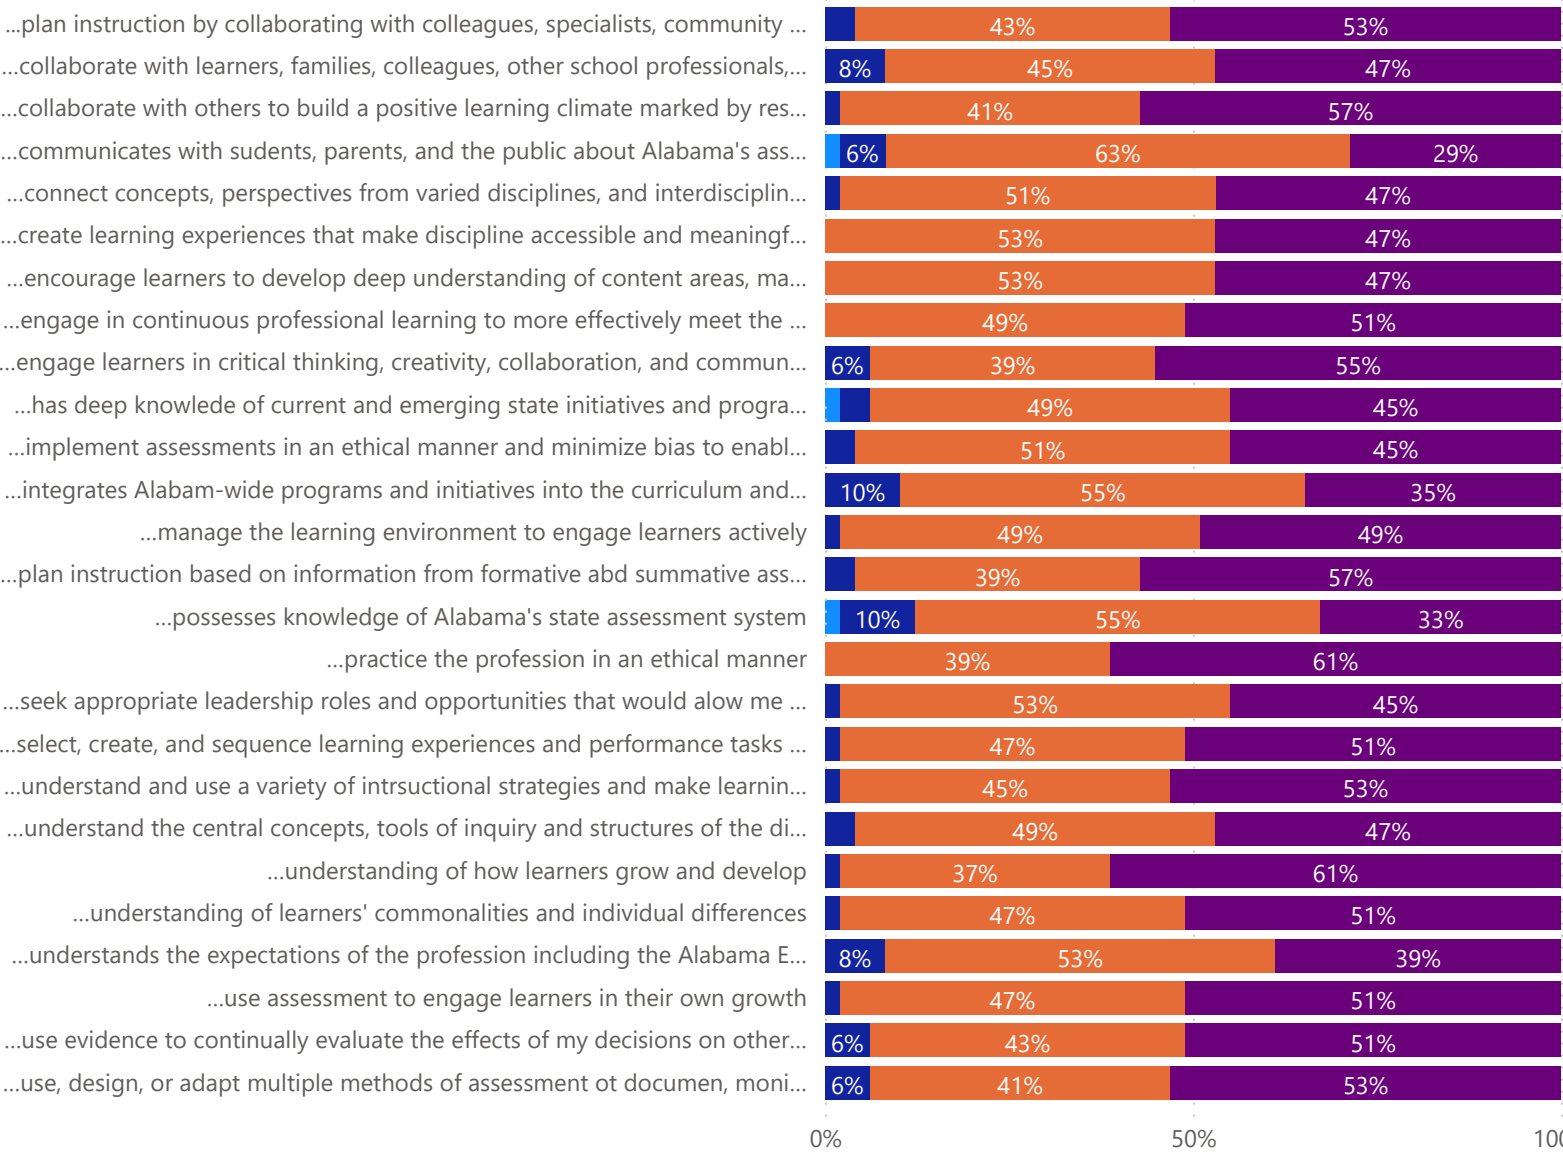 ...plan instruction by collaborating with colleagues, specialists, community ... 43% 53%
...collaborate with learners, families, colleagues, other school professionals,... 8% 45% 47%
...collaborate with others to build a positive learning climate marked by res... 41% 57%
...communicates with sudents, parents, and the public about Alabama's ass... 6% 63% 29%
...connect concepts, perspectives from varied disciplines, and interdisciplin... 51% 47%
...create learning experiences that make discipline accessible and meaningf... 53% 47%
...encourage learners to develop deep understanding of content areas, ma... 53% 47%
...engage in continuous professional learning to more effectively meet the ... 49% 51%
...engage learners in critical thinking, creativity, collaboration, and commun... 6% 39% 55%
...has deep knowlede of current and emerging state initiatives and progra... 49% 45%
...implement assessments in an ethical manner and minimize bias to enabl... 51% 45%
...integrates Alabam-wide programs and initiatives into the curriculum and... 10% 55% 35%
...manage the learning environment to engage learners actively 49% 49%
...plan instruction based on information from formative abd summative ass... 39% 57%
...possesses knowledge of Alabama's state assessment system 10% 55% 33%
...practice the profession in an ethical manner 39% 61%
...seek appropriate leadership roles and opportunities that would alow me ... 53% 45%
...select, create, and sequence learning experiences and performance tasks ... 47% 51%
...understand and use a variety of intrsuctional strategies and make learnin... 45% 53%
...understand the central concepts, tools of inquiry and structures of the di... 49% 47%
...understanding of how learners grow and develop 37% 61%
...understanding of learners' commonalities and individual differences 47% 51%
...understands the expectations of the profession including the Alabama E... 8% 53% 39%
...use assessment to engage learners in their own growth 47% 51%
...use evidence to continually evaluate the effects of my decisions on other... 6% 43% 51%
...use, design, or adapt multiple methods of assessment ot documen, moni... 6% 41% 53%
0% 50% 100